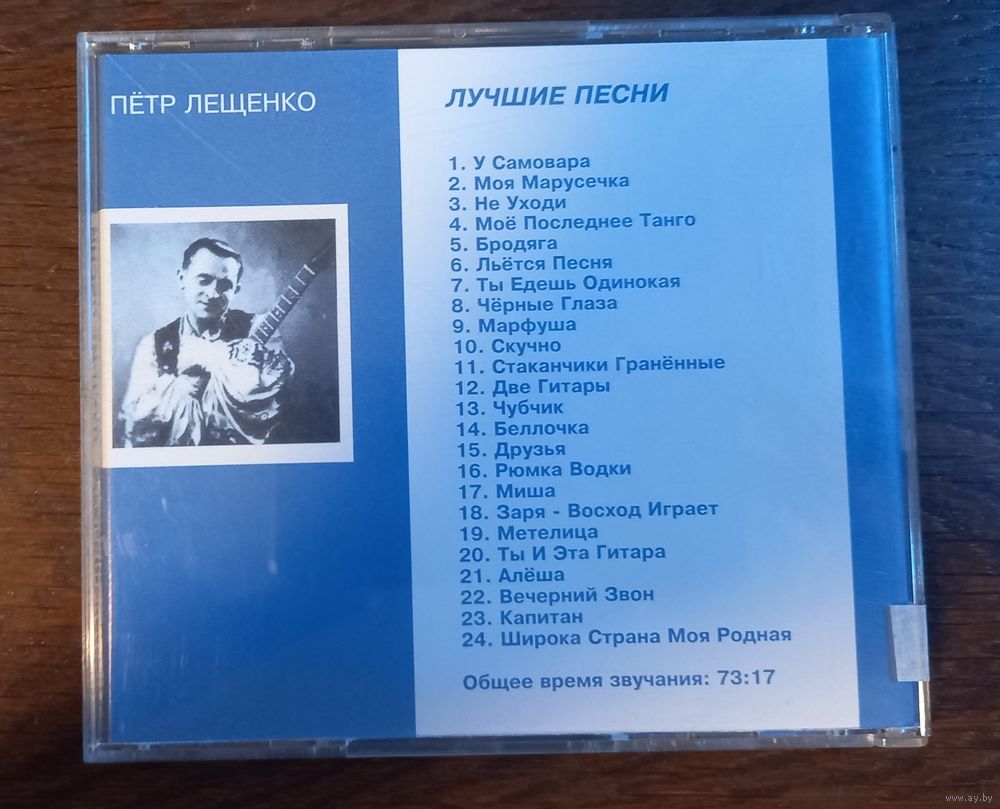 ПЁТР ЛЕЩЕНКО
ЛУЧШИЕ ПЕСНИ
1. У Самовара
2. Моя Марусечка
3. Не Уходи
4. Моё Последнее Танго
5. Бродяга
6. Льётся Песня
7. Ты Едешь Одинокая
8. Чёрные Глаза
9. Марфуша
10. Скучно
11. Стаканчики Гранённые
12. Две Гитары
13. Чубчик
14. Беллочка
15. Друзья
16. Рюмка Водки
17. Миша
18. Заря - Восход Играет
19. Метелица
20. Ты И Эта Гитара
21. Алёша
22. Вечерний Звон
23. Капитан
24. Широка Страна Моя Родная
Общее время звучания: 73:17
www.ay.by